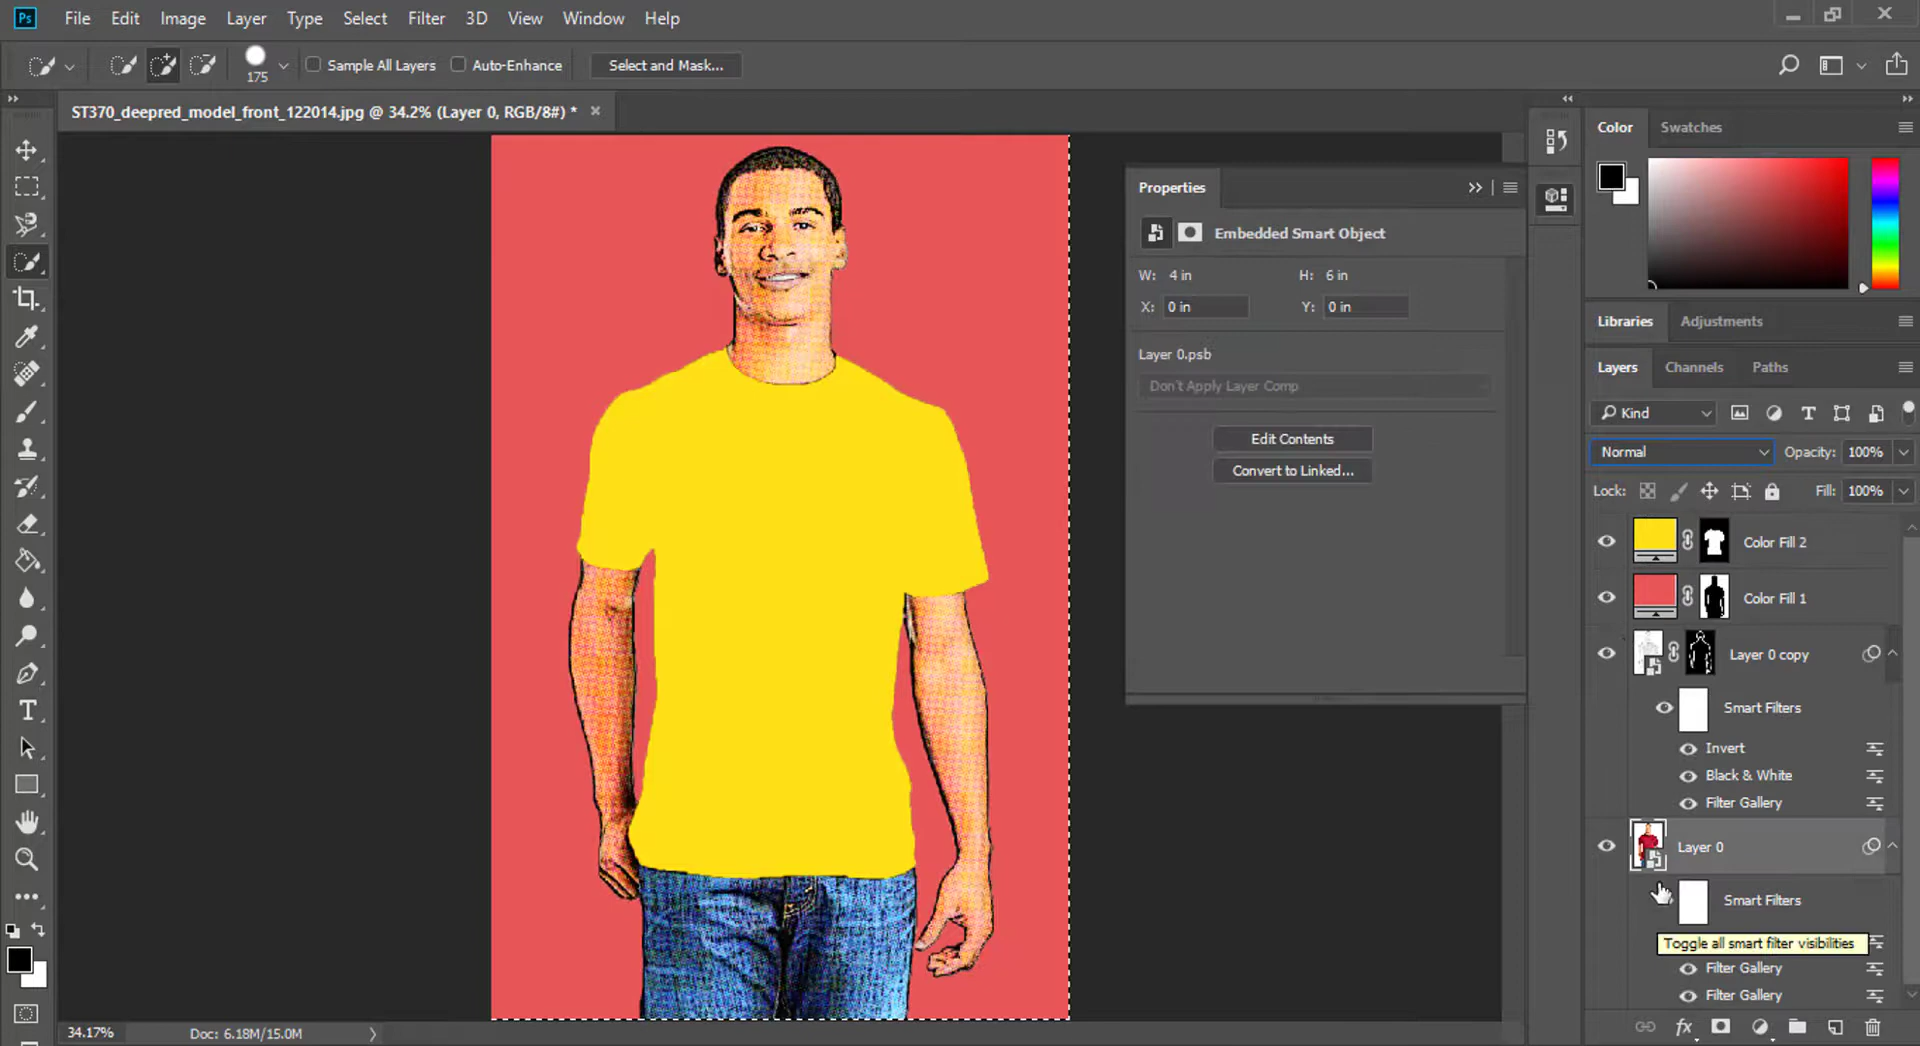 Ps File Edit Image Layer Type Select Filter 3D View Window Help
175 Sample All Layers Auto-Enhance Select and Mask...
ST370_deepred_model_front_122014.jpg @ 34.2% (Layer 0, RGB/8#) * ×
Color Swatches
Properties
Embedded Smart Object
W: 4 in H: 6 in
X: 0 in Y: 0 in
Layer 0.psb
Don't Apply Layer Comp
Edit Contents
Convert to Linked...
Libraries Adjustments
Layers Channels Paths
Kind
Normal Opacity: 100%
Lock: Fill: 100%
Color Fill 2
Color Fill 1
Layer 0 copy
Smart Filters
Invert
Black & White
Filter Gallery
Layer 0
Smart Filters
Toggle all smart filter visibilities
Filter Gallery
Filter Gallery
fx
34.17% Doc: 6.18M/15.0M